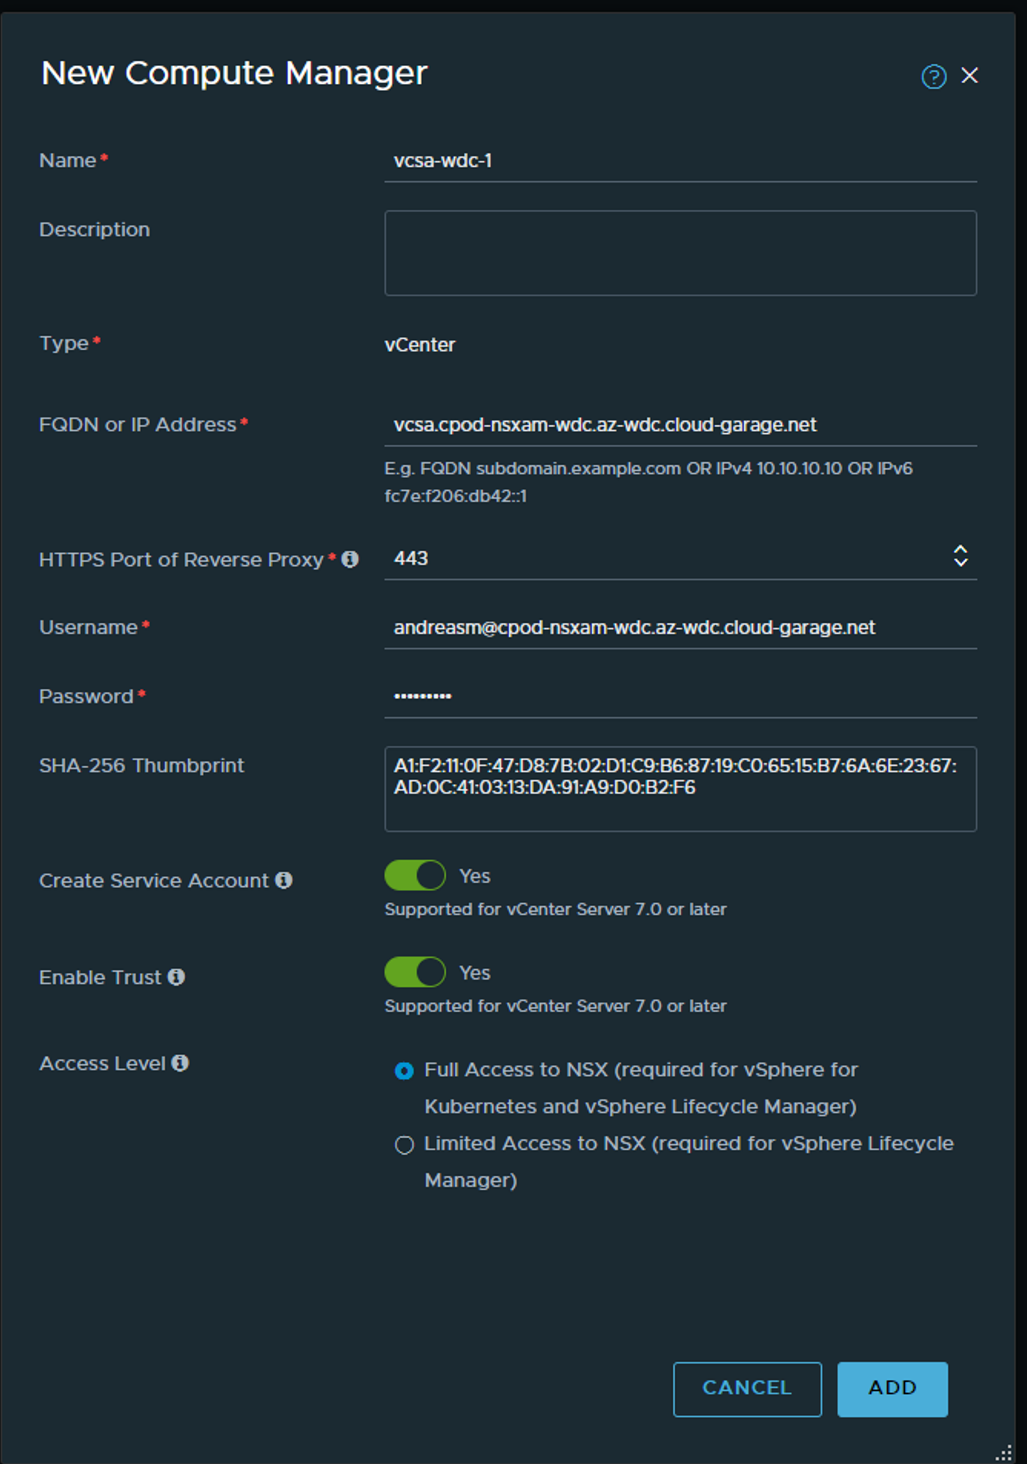 New Compute Manager
Name*
vcsa-wdc-1
Description
Type*
vCenter
FQDN or IP Address*
vcsa.cpod-nsxam-wdc.az-wdc.cloud-garage.net
E.g. FQDN subdomain.example.com OR IPv4 10.10.10.10 OR IPv6
fc7e:f206:db42::1
HTTPS Port of Reverse Proxy*
443
Username*
andreasm@cpod-nsxam-wdc.az-wdc.cloud-garage.net
Password*
•••••••••
SHA-256 Thumbprint
A1:F2:11:0F:47:D8:7B:02:D1:C9:B6:87:19:C0:65:15:B7:6A:6E:23:67:
AD:0C:41:03:13:DA:91:A9:D0:B2:F6
Create Service Account
Yes
Supported for vCenter Server 7.0 or later
Enable Trust
Yes
Supported for vCenter Server 7.0 or later
Access Level
Full Access to NSX (required for vSphere for
Kubernetes and vSphere Lifecycle Manager)
Limited Access to NSX (required for vSphere Lifecycle
Manager)
CANCEL
ADD